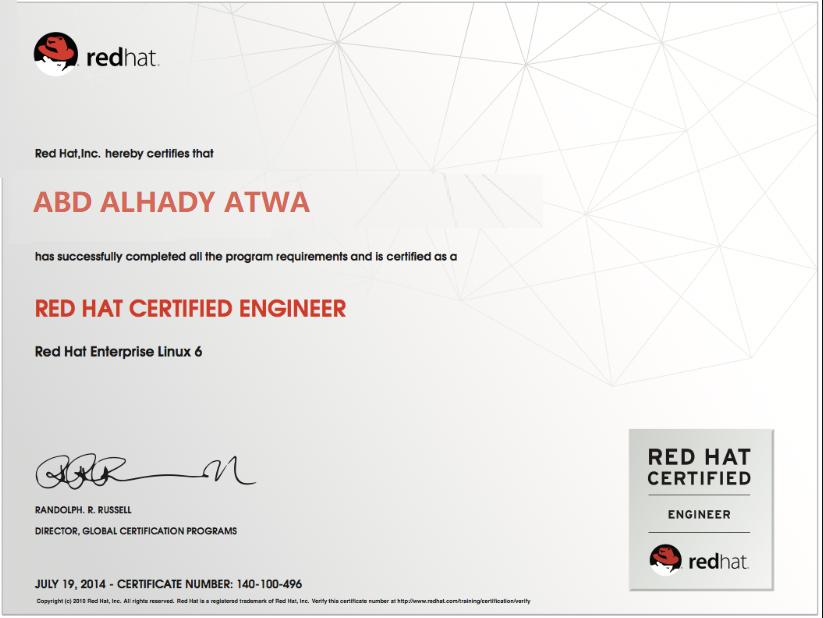 redhat.
Red Hat,Inc. hereby certifies that
ABD ALHADY ATWA
has successfully completed all the program requirements and is certified as a
RED HAT CERTIFIED ENGINEER
Red Hat Enterprise Linux 6
RANDOLPH. R. RUSSELL
DIRECTOR, GLOBAL CERTIFICATION PROGRAMS
JULY 19, 2014 - CERTIFICATE NUMBER: 140-100-496
Copyright (c) 2010 Red Hat, Inc. All rights reserved. Red Hat is a registered trademark of Red Hat, Inc. Verify this certificate number at http://www.redhat.com/training/certification/verify
RED HAT
CERTIFIED
ENGINEER
redhat.